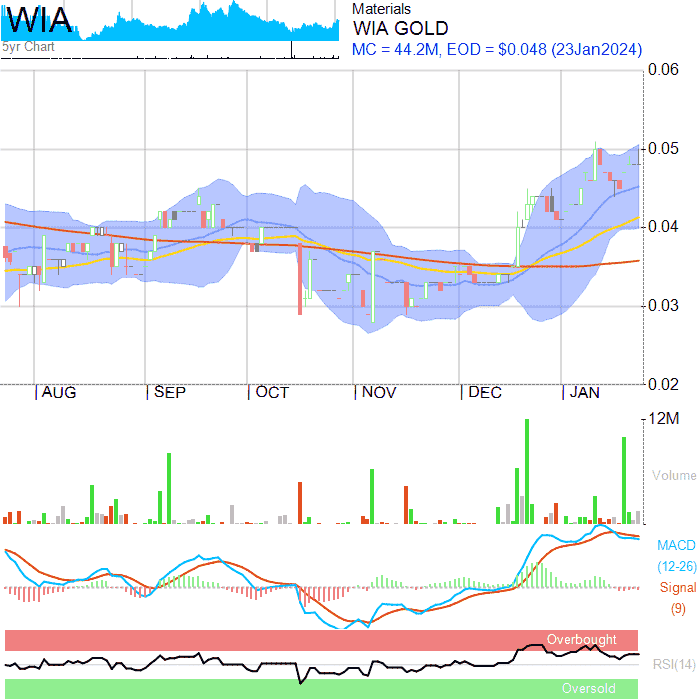 WIA
5yr Chart
Materials
WIA GOLD
MC = 44.2M, EOD = $0.048 (23Jan2024)
0.06
0.05
0.04
0.03
0.02
AUG SEP OCT NOV DEC JAN
12M
Volume
MACD
(12-26)
Signal
(9)
Overbought
RSI(14)
Oversold